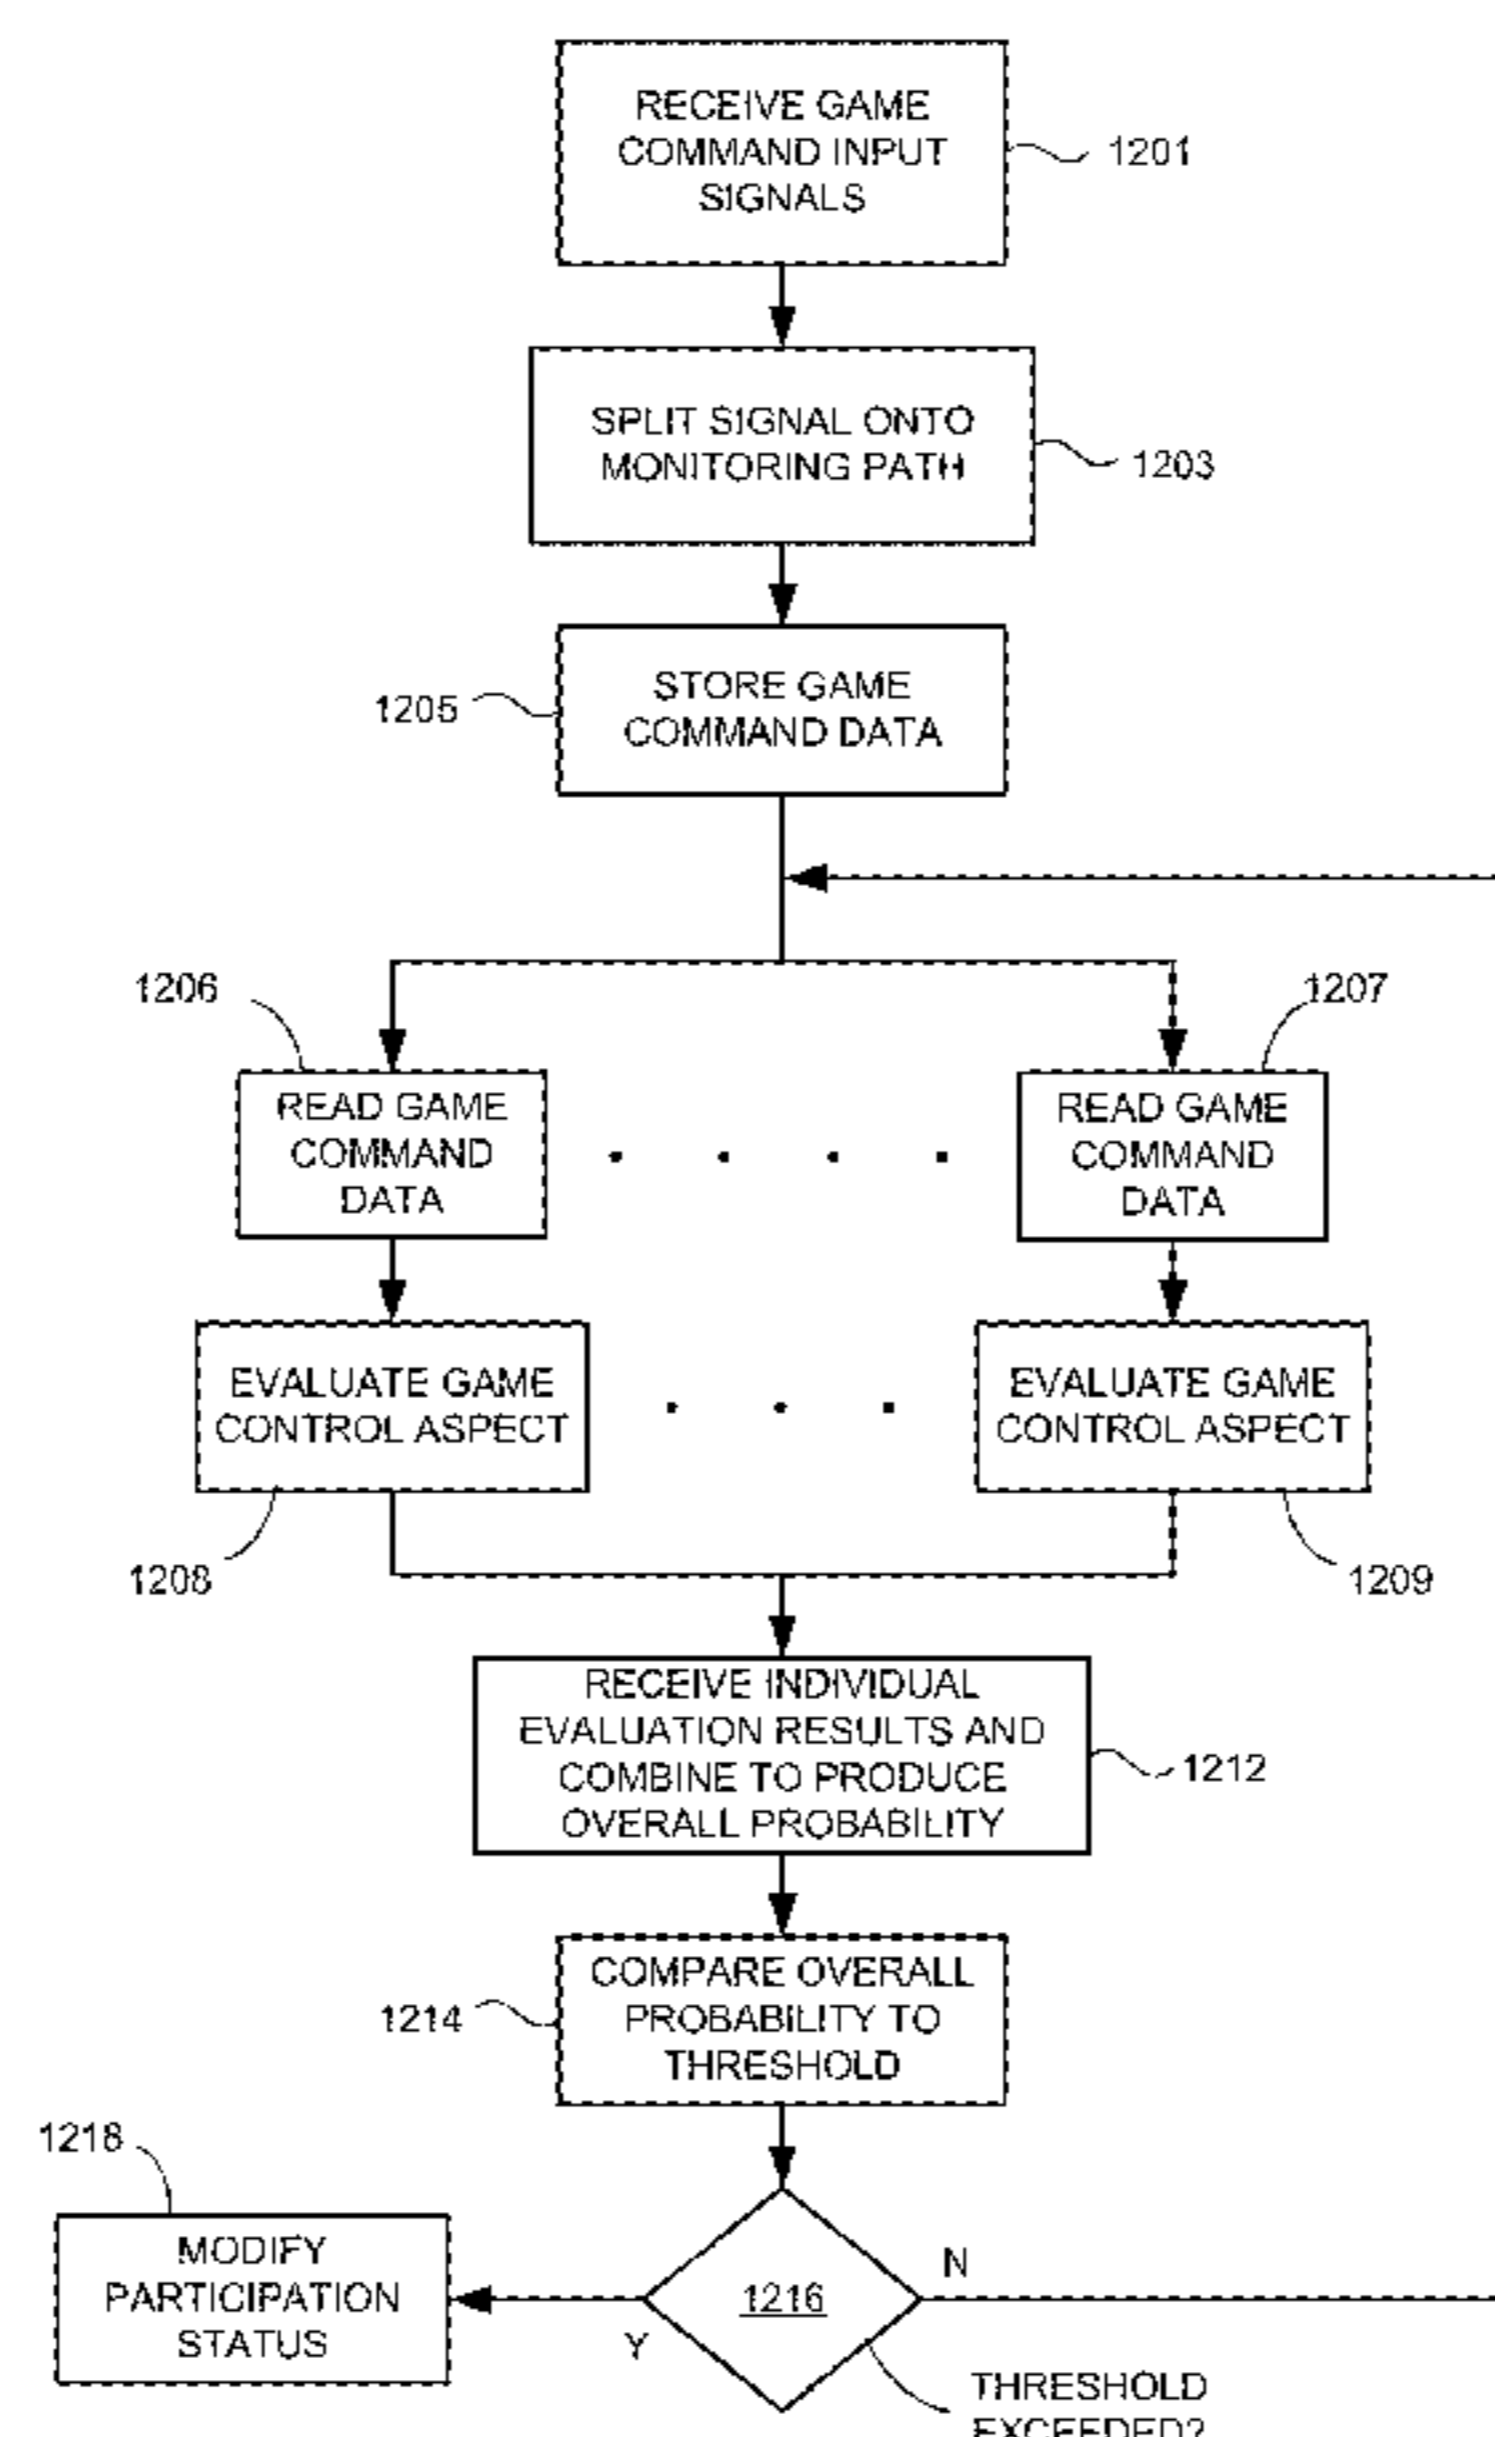 RECEIVE GAME
COMMAND INPUT
SIGNALS
1201
SPLIT SIGNAL ONTO
MONITORING PATH
1203
STORE GAME
COMMAND DATA
1205
1206
1207
READ GAME
COMMAND
DATA
READ GAME
COMMAND
DATA
EVALUATE GAME
CONTROL ASPECT
EVALUATE GAME
CONTROL ASPECT
1208
1209
RECEIVE INDIVIDUAL
EVALUATION RESULTS AND
COMBINE TO PRODUCE
OVERALL PROBABILITY
1212
COMPARE OVERALL
PROBABILITY TO
THRESHOLD
1214
1218
MODIFY
PARTICIPATION
STATUS
Y
1216
N
THRESHOLD
EXCEEDED?